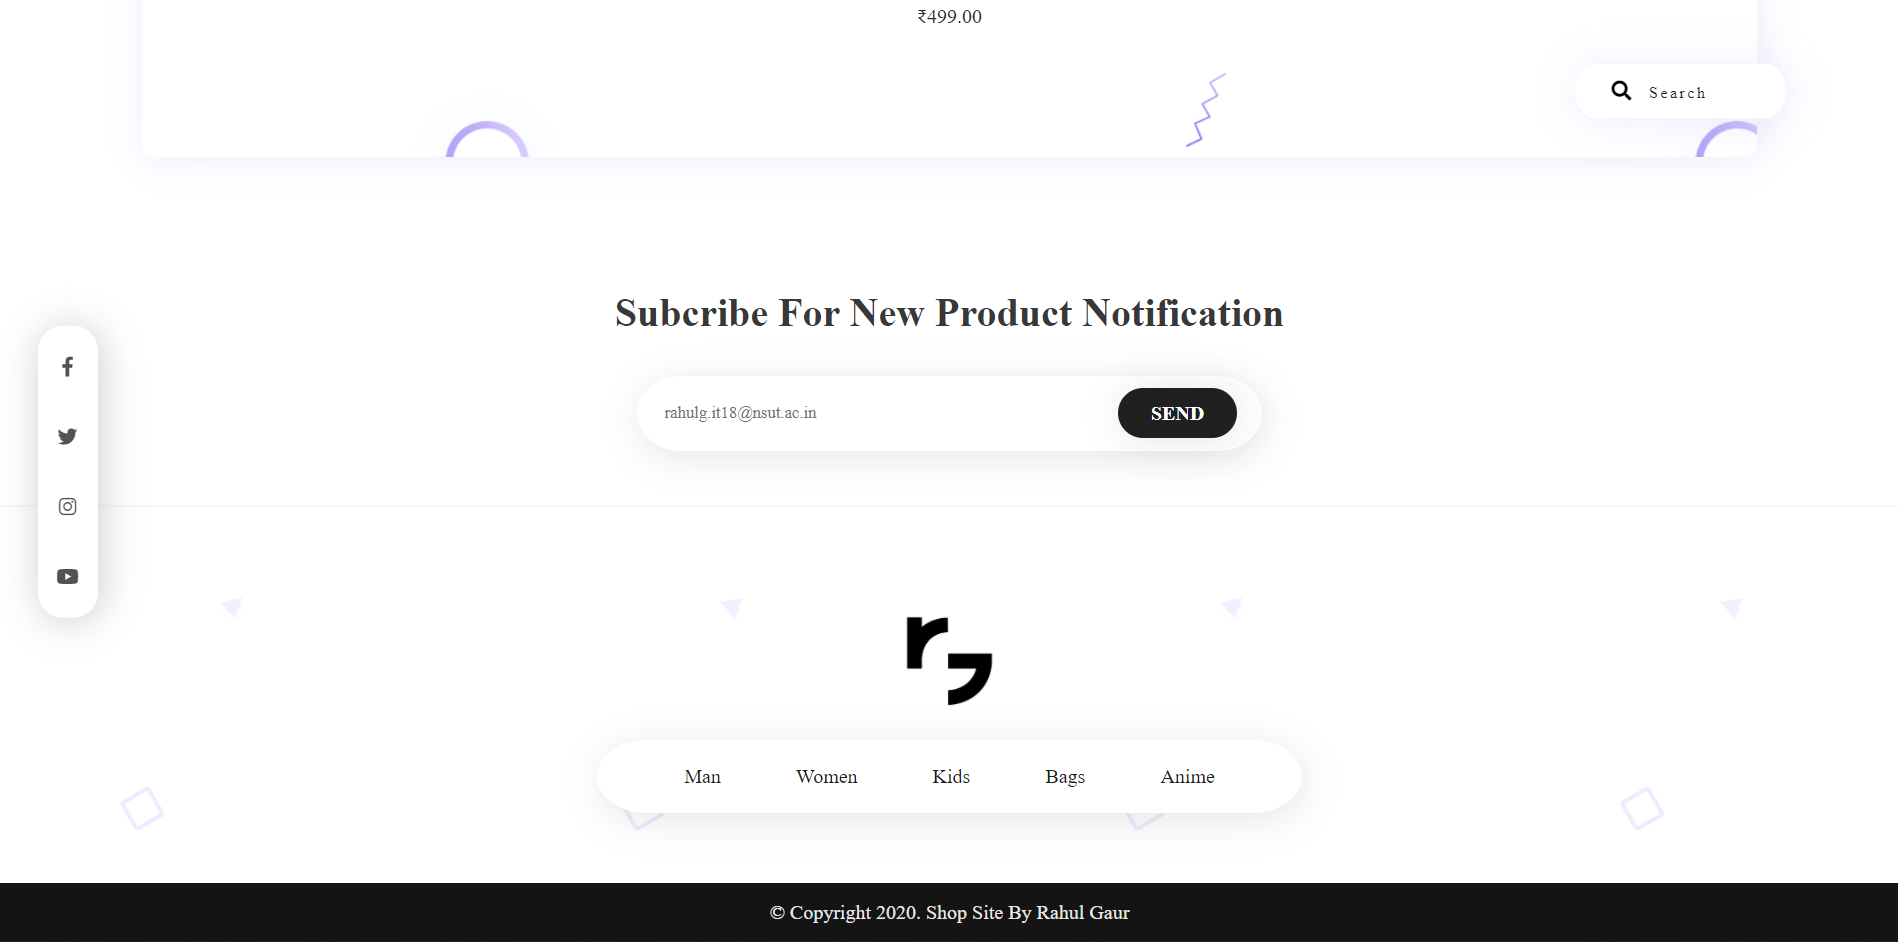 ₹499.00
Search
Subcribe For New Product Notification
rahulg.it18@nsut.ac.in
SEND
rg
Man Women Kids Bags Anime
© Copyright 2020. Shop Site By Rahul Gaur